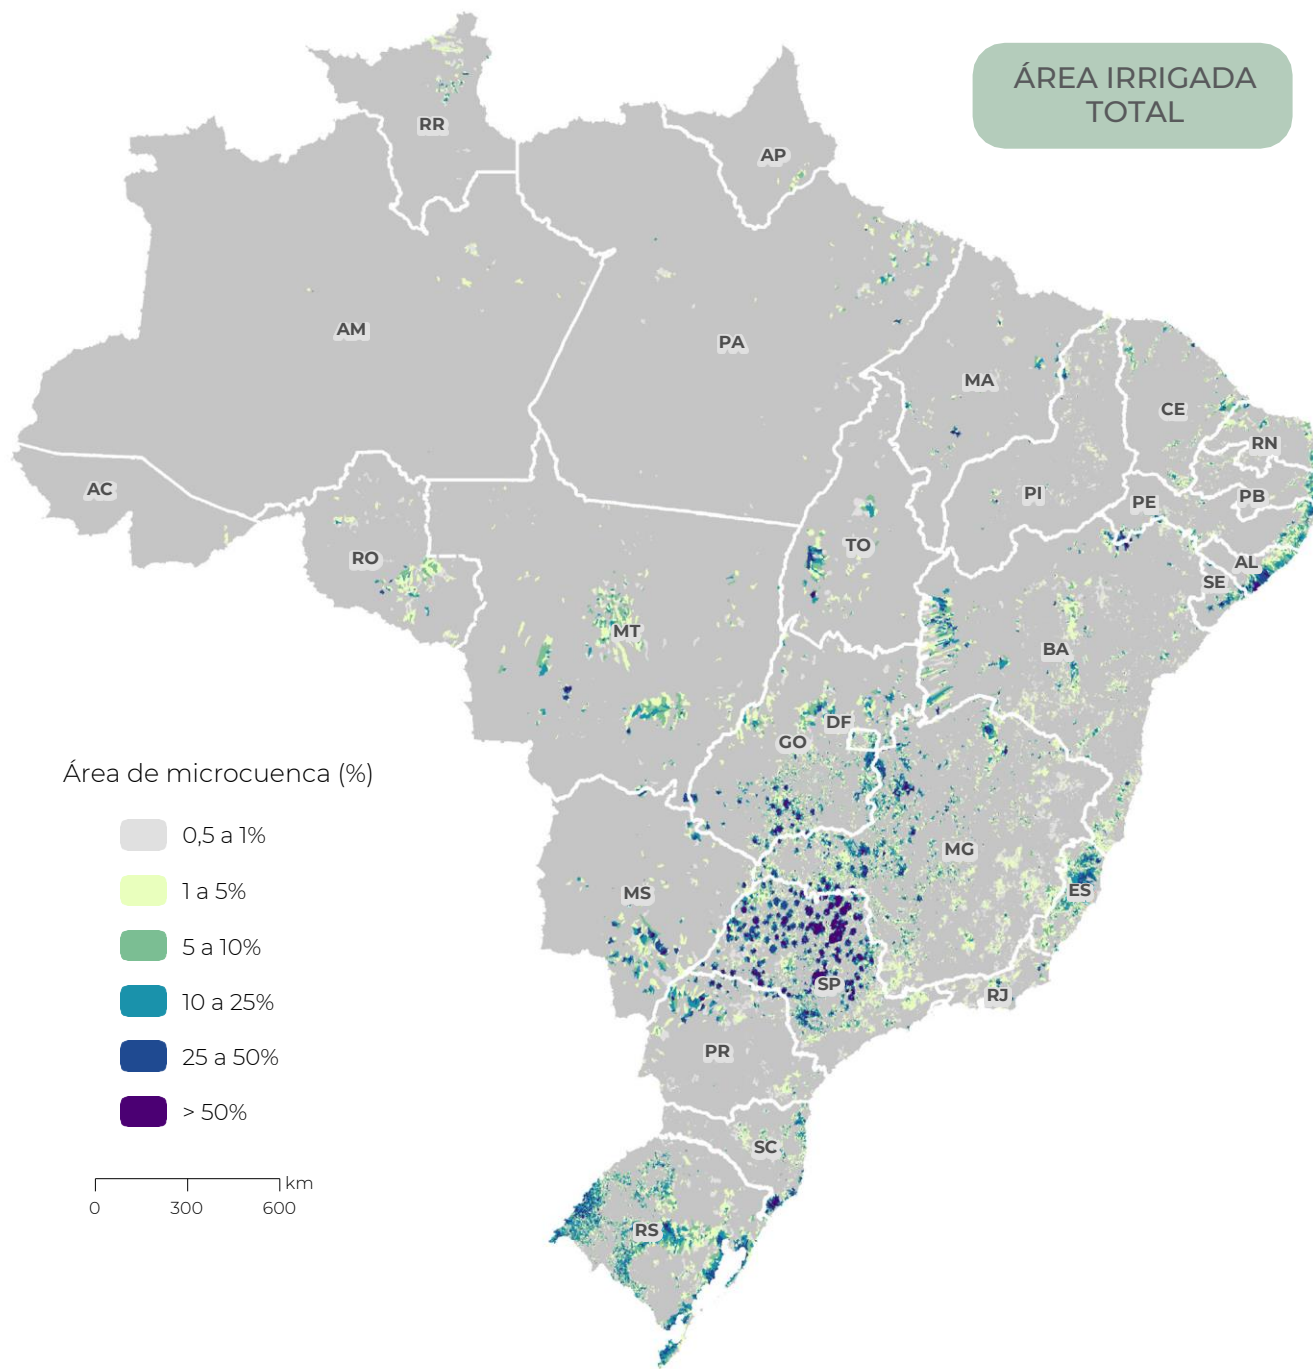 ÁREA IRRIGADA
TOTAL
RR
AP
AM
PA
MA
CE
RN
AC
PI
PE
PB
RO
TO
AL
SE
MT
BA
DF
GO
Área de microcuenca (%)
0,5 a 1%
1 a 5%
5 a 10%
10 a 25%
25 a 50%
> 50%
MG
MS
ES
SP
RJ
PR
SC
RS
km
0 300 600